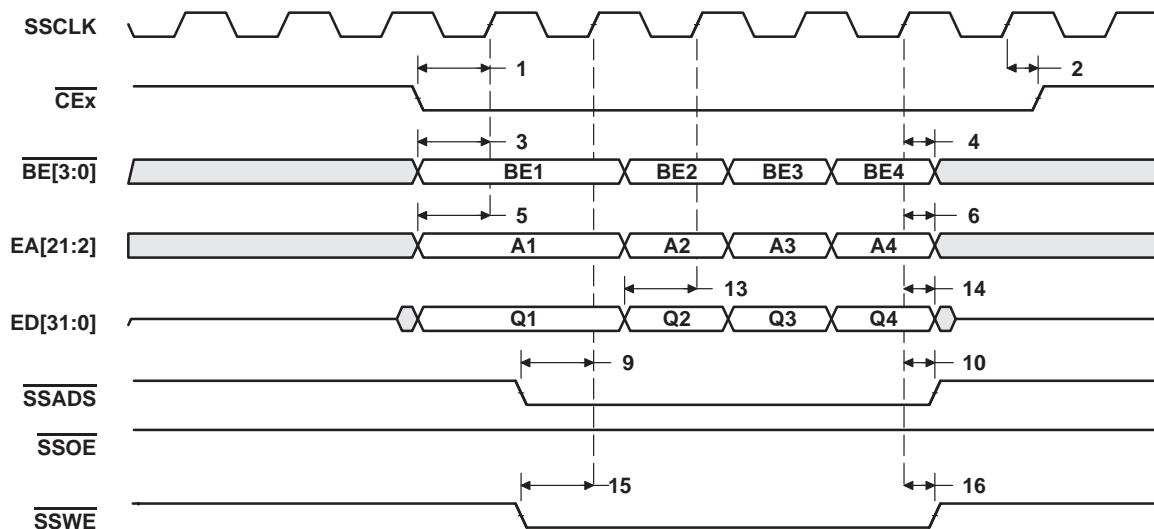 SSCLK
1 2
CEx
3 4
BE[3:0] BE1 BE2 BE3 BE4
5 6
EA[21:2] A1 A2 A3 A4
13 14
ED[31:0] Q1 Q2 Q3 Q4
9 10
SSADS
SSOE
15 16
SSWE